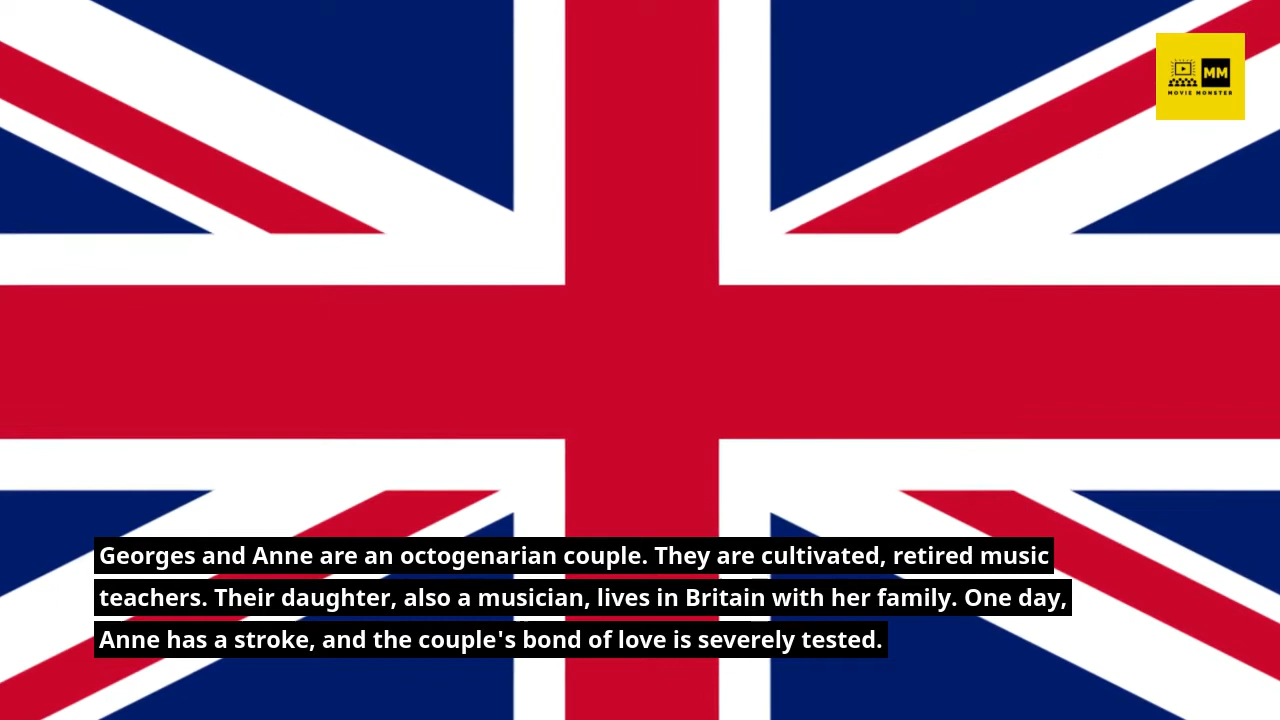 MM
MOVIE MONSTER
Georges and Anne are an octogenarian couple. They are cultivated, retired music
teachers. Their daughter, also a musician, lives in Britain with her family. One day,
Anne has a stroke, and the couple's bond of love is severely tested.